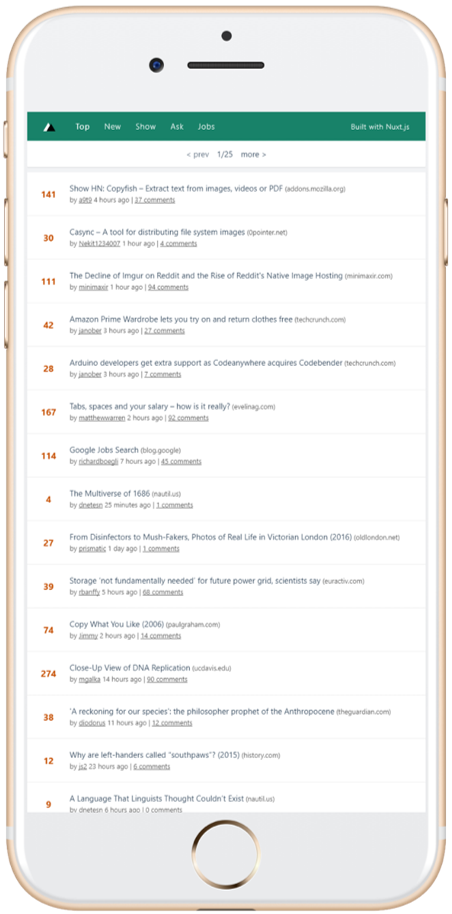 Top New Show Ask Jobs Built with Nuxt.js
< prev 1/25 more >
141 Show HN: Copyfish – Extract text from images, videos or PDF (addons.mozilla.org)
by a9t9 4 hours ago | 37 comments
30 Casync – A tool for distributing file system images (0pointer.net)
by Nekit1234007 1 hour ago | 4 comments
111 The Decline of Imgur on Reddit and the Rise of Reddit's Native Image Hosting (minimaxir.com)
by minimaxir 1 hour ago | 94 comments
42 Amazon Prime Wardrobe lets you try on and return clothes free (techcrunch.com)
by janober 3 hours ago | 27 comments
28 Arduino developers get extra support as Codeanywhere acquires Codebender (techcrunch.com)
by janober 3 hours ago | 7 comments
167 Tabs, spaces and your salary – how is it really? (evelinag.com)
by matthewwarren 2 hours ago | 92 comments
114 Google Jobs Search (blog.google)
by richardboegli 7 hours ago | 45 comments
4 The Multiverse of 1686 (nautil.us)
by dnetesn 25 minutes ago | 1 comments
27 From Disinfectors to Mush-Fakers, Photos of Real Life in Victorian London (2016) (oldlondon.net)
by prismatic 1 day ago | 1 comments
39 Storage 'not fundamentally needed' for future power grid, scientists say (euractiv.com)
by rbanffy 5 hours ago | 68 comments
74 Copy What You Like (2006) (paulgraham.com)
by Jimmy 2 hours ago | 14 comments
274 Close-Up View of DNA Replication (ucdavis.edu)
by mgalka 14 hours ago | 90 comments
38 'A reckoning for our species': the philosopher prophet of the Anthropocene (theguardian.com)
by diodorus 11 hours ago | 12 comments
12 Why are left-handers called "southpaws"? (2015) (history.com)
by js2 23 hours ago | 6 comments
9 A Language That Linguists Thought Couldn't Exist (nautil.us)
by dnetesn 6 hours ago | 0 comments